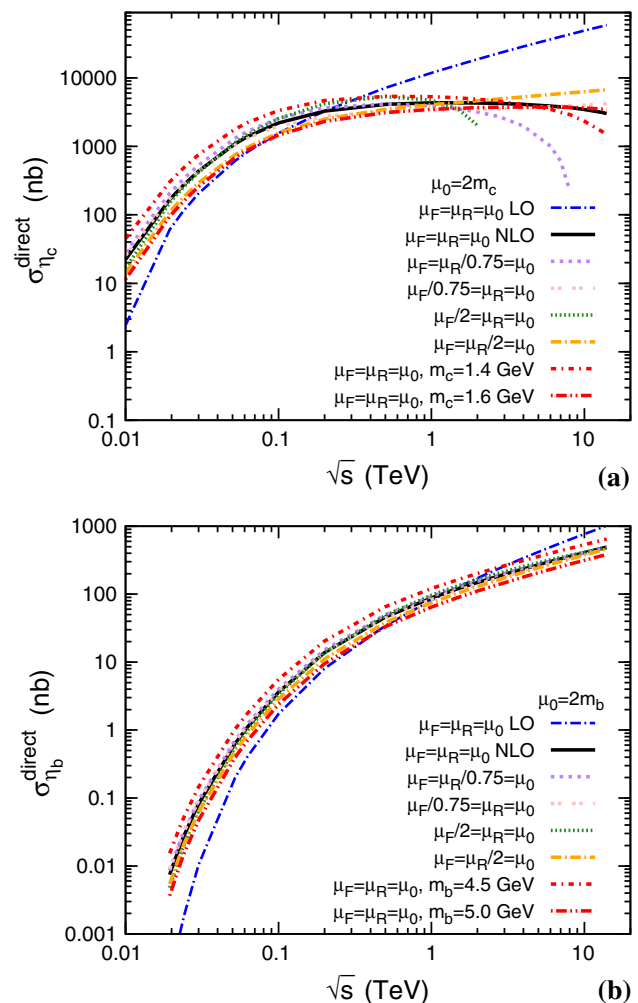 10000
1000
100
10
1
0.1
σ_ηc^direct (nb)
μ0=2mc
μF=μR=μ0 LO
μF=μR=μ0 NLO
μF=μR/0.75=μ0
μF/0.75=μR=μ0
μF/2=μR=μ0
μF=μR/2=μ0
μF=μR=μ0, mc=1.4 GeV
μF=μR=μ0, mc=1.6 GeV
0.01 0.1 1 10
√s (TeV)
(a)
1000
100
10
1
0.1
0.01
0.001
σ_ηb^direct (nb)
μ0=2mb
μF=μR=μ0 LO
μF=μR=μ0 NLO
μF=μR/0.75=μ0
μF/0.75=μR=μ0
μF/2=μR=μ0
μF=μR/2=μ0
μF=μR=μ0, mb=4.5 GeV
μF=μR=μ0, mb=5.0 GeV
0.01 0.1 1 10
√s (TeV)
(b)